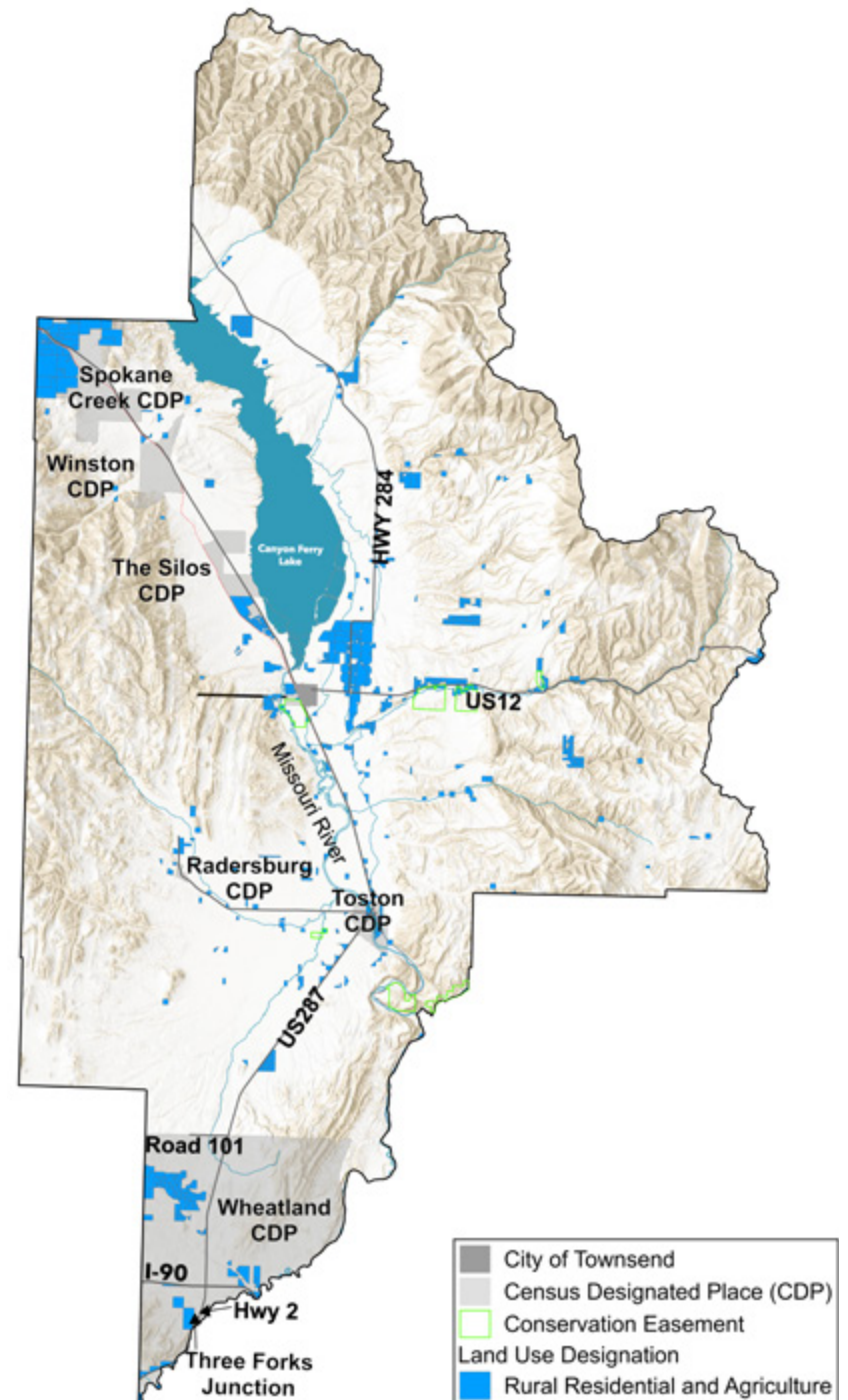 Spokane
Creek CDP
Winston
CDP
HWY 284
Canyon Ferry
Lake
The Silos
CDP
US12
Missouri River
Radersburg
CDP
Toston
CDP
US287
Road 101
Wheatland
CDP
I-90
Hwy 2
Three Forks
Junction
City of Townsend
Census Designated Place (CDP)
Conservation Easement
Land Use Designation
Rural Residential and Agriculture